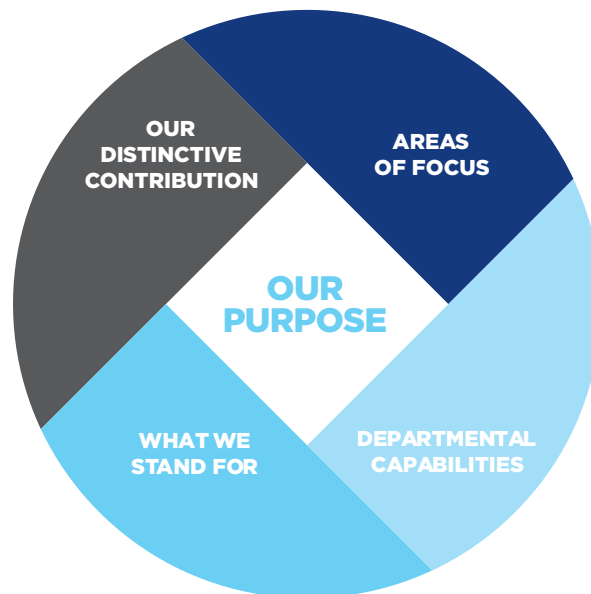 OUR
DISTINCTIVE
CONTRIBUTION
AREAS
OF FOCUS
OUR
PURPOSE
WHAT WE
STAND FOR
DEPARTMENTAL
CAPABILITIES